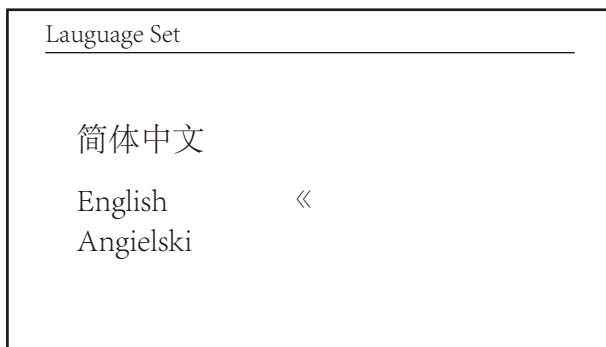 Lauguage Set
简体中文
English 《
Angielski